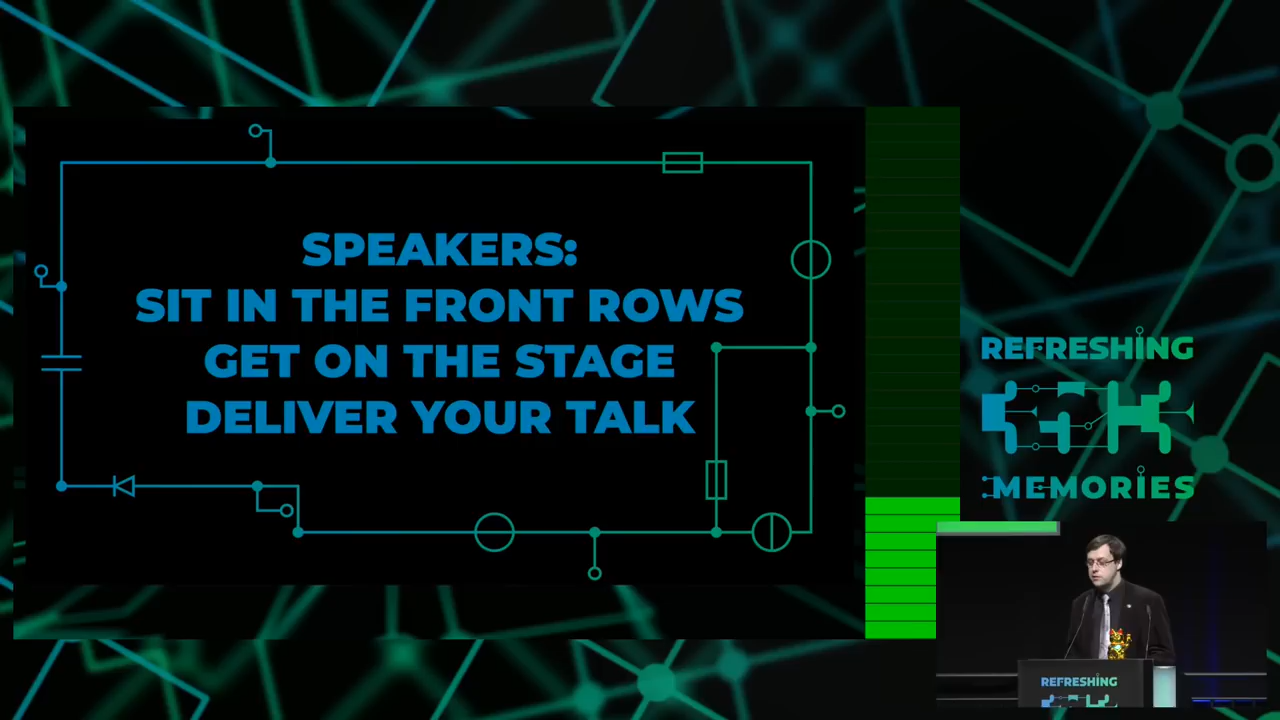 SPEAKERS:
SIT IN THE FRONT ROWS
GET ON THE STAGE
DELIVER YOUR TALK
REFRESHING
MEMORIES
REFRESHING